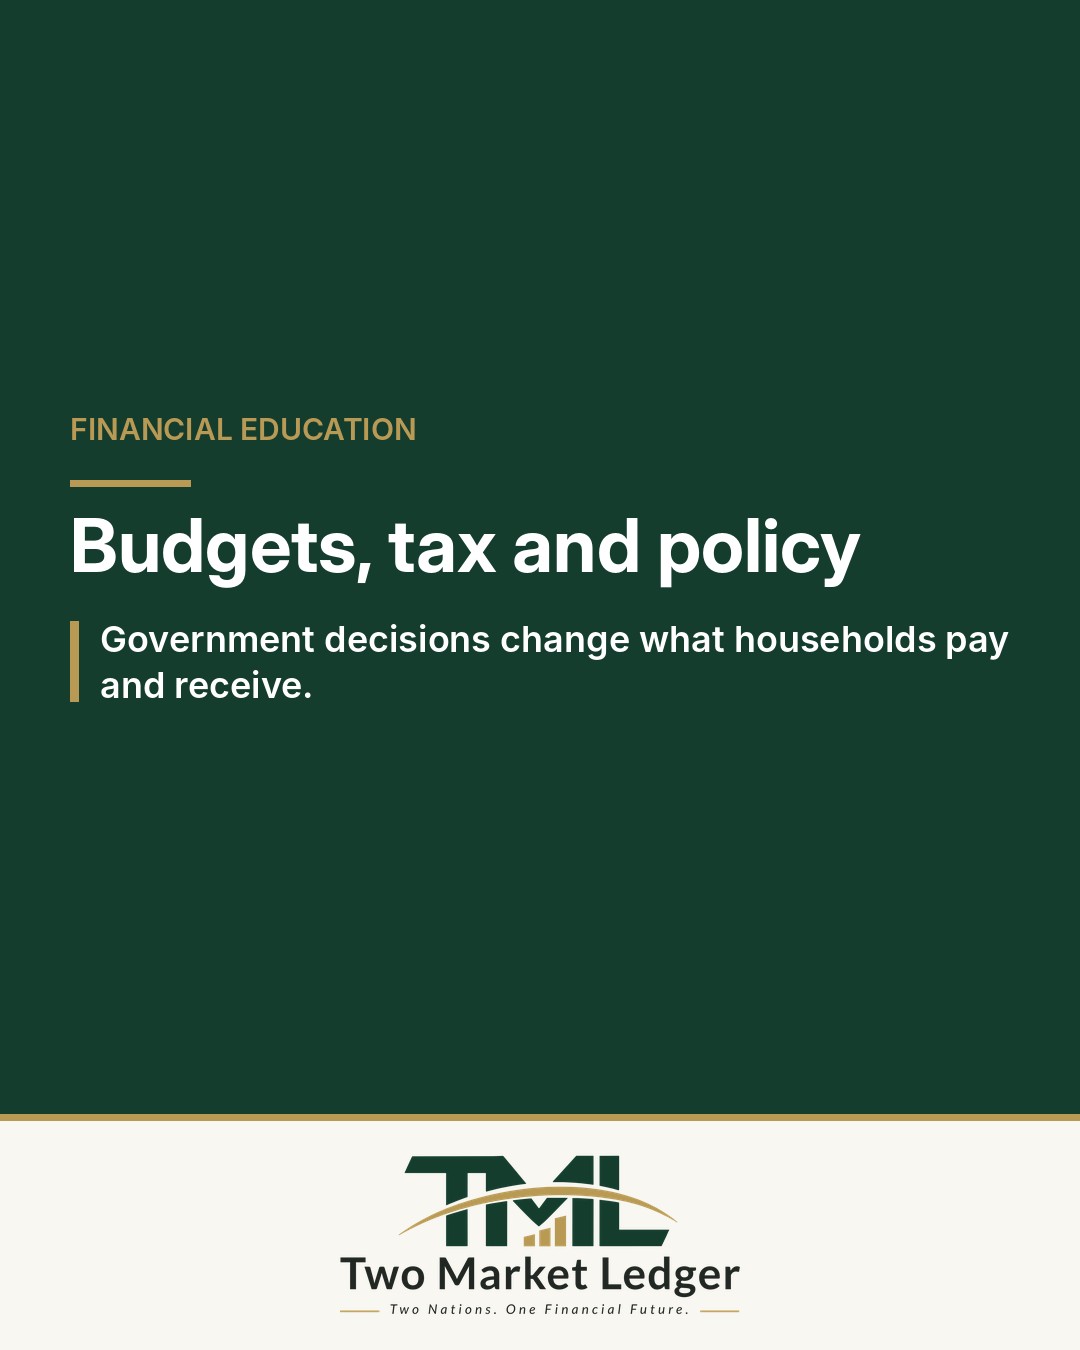 FINANCIAL EDUCATION
Budgets, tax and policy
Government decisions change what households pay
and receive.
TML
Two Market Ledger
Two Nations. One Financial Future.